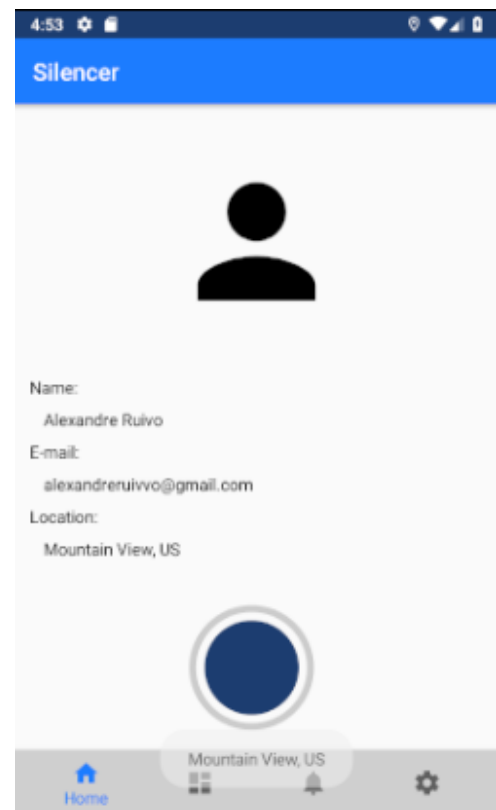 4:53
Silencer
Name:
Alexandre Ruivo
E-mail:
alexandreruivvo@gmail.com
Location:
Mountain View, US
Mountain View, US
Home